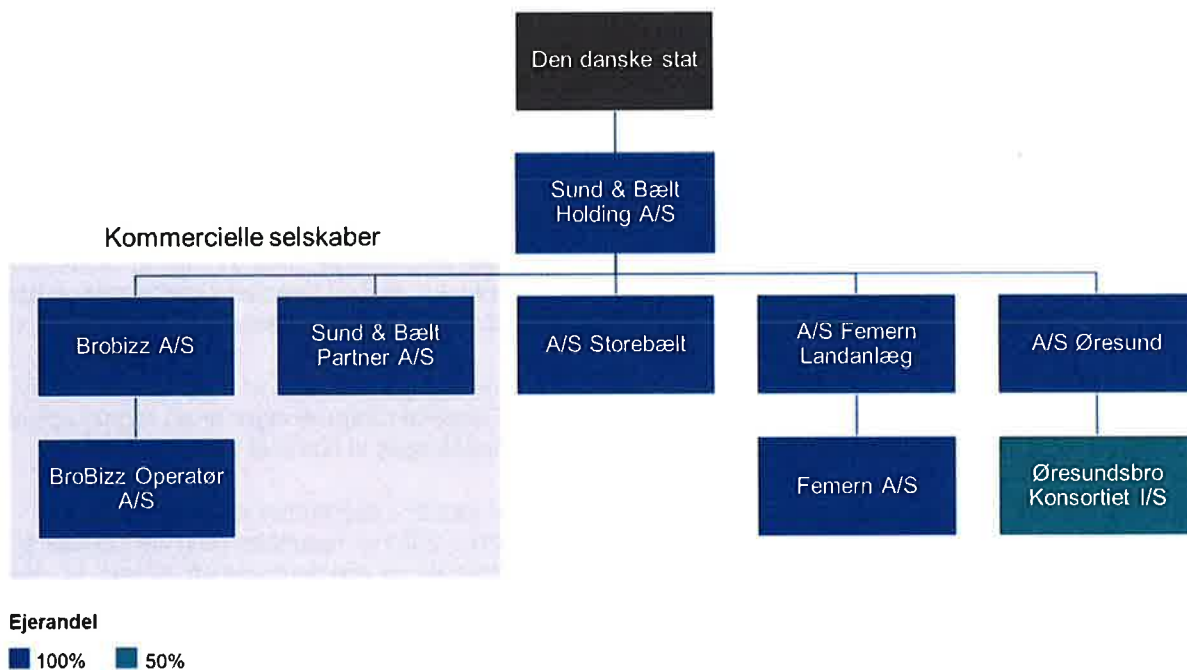 Den danske stat
Sund & Bælt
Holding A/S
Kommercielle selskaber
Brobizz A/S
Sund & Bælt
Partner A/S
A/S Storebælt
A/S Femern
Landanlæg
A/S Øresund
BroBizz Operatør
A/S
Femern A/S
Øresundsbro
Konsortiet I/S
Ejerandel
100%
50%